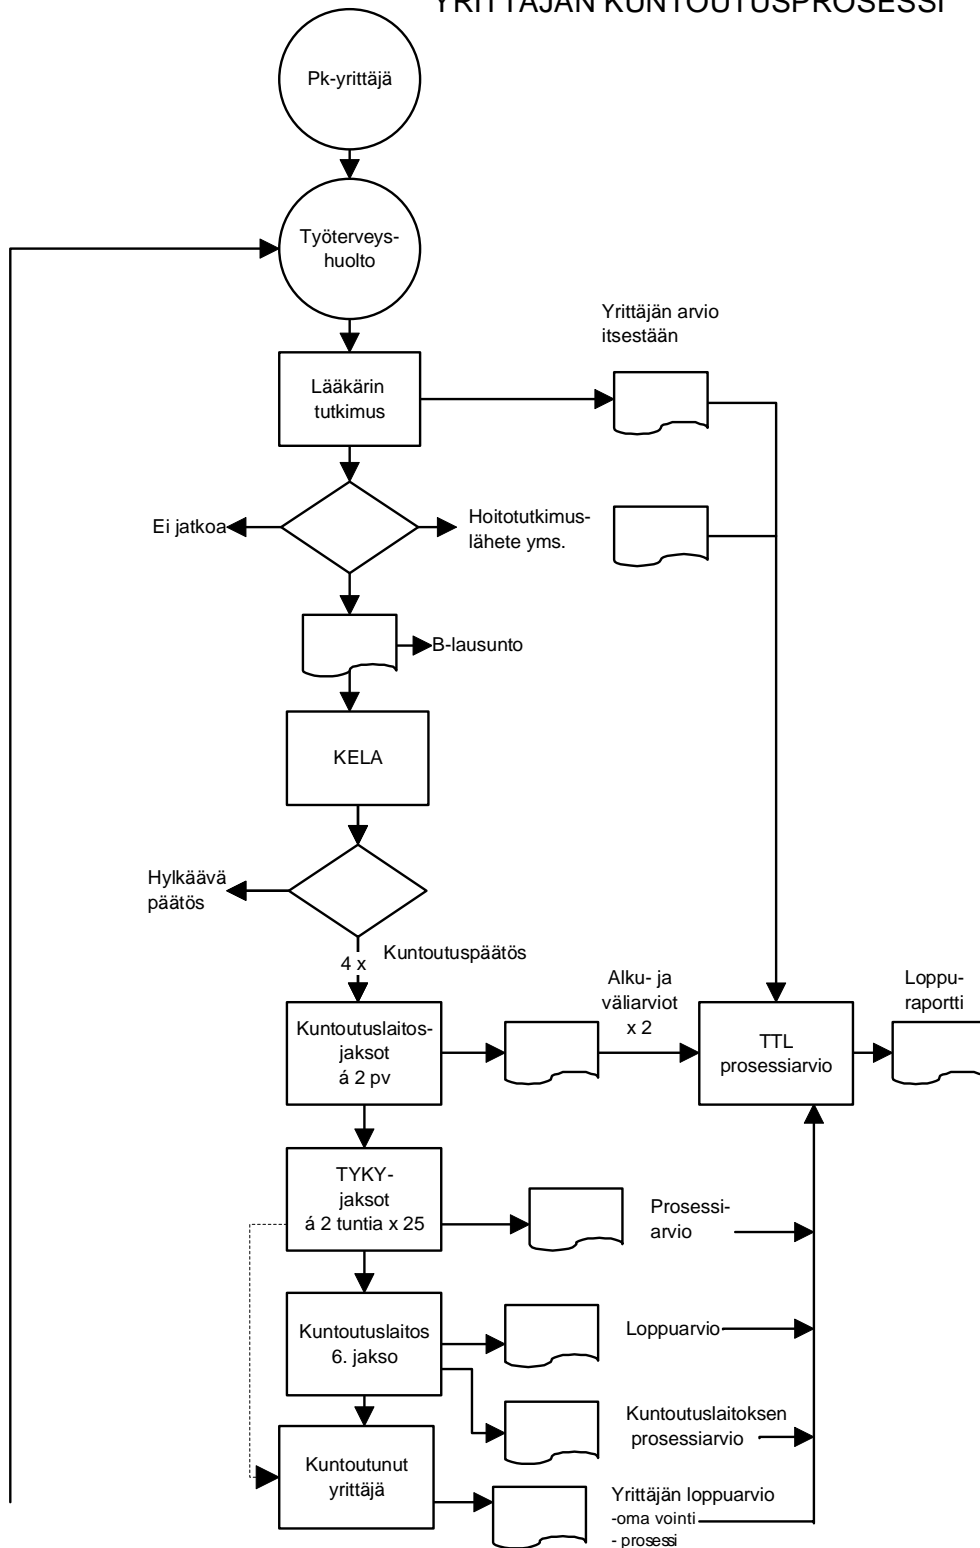 YRITTÄJÄN KUNTOUTUSPROSESSI
Pk-yrittäjä
Työterveys-
huolto
Yrittäjän arvio
itsestään
Lääkärin
tutkimus
Ei jatkoa
Hoitotutkimus-
lähete yms.
B-lausunto
KELA
Hylkäävä
päätös
Kuntoutuspäätös
4 x
Kuntoutuslaitos-
jaksot
á 2 pv
Alku- ja
väliarviot
x 2
TTL
prosessiarvio
Loppu-
raportti
TYKY-
jaksot
á 2 tuntia x 25
Prosessi-
arvio
Kuntoutuslaitos
6. jakso
Loppuarvio
Kuntoutuslaitoksen
prosessiarvio
Kuntoutunut
yrittäjä
Yrittäjän loppuarvio
-oma vointi
- prosessi